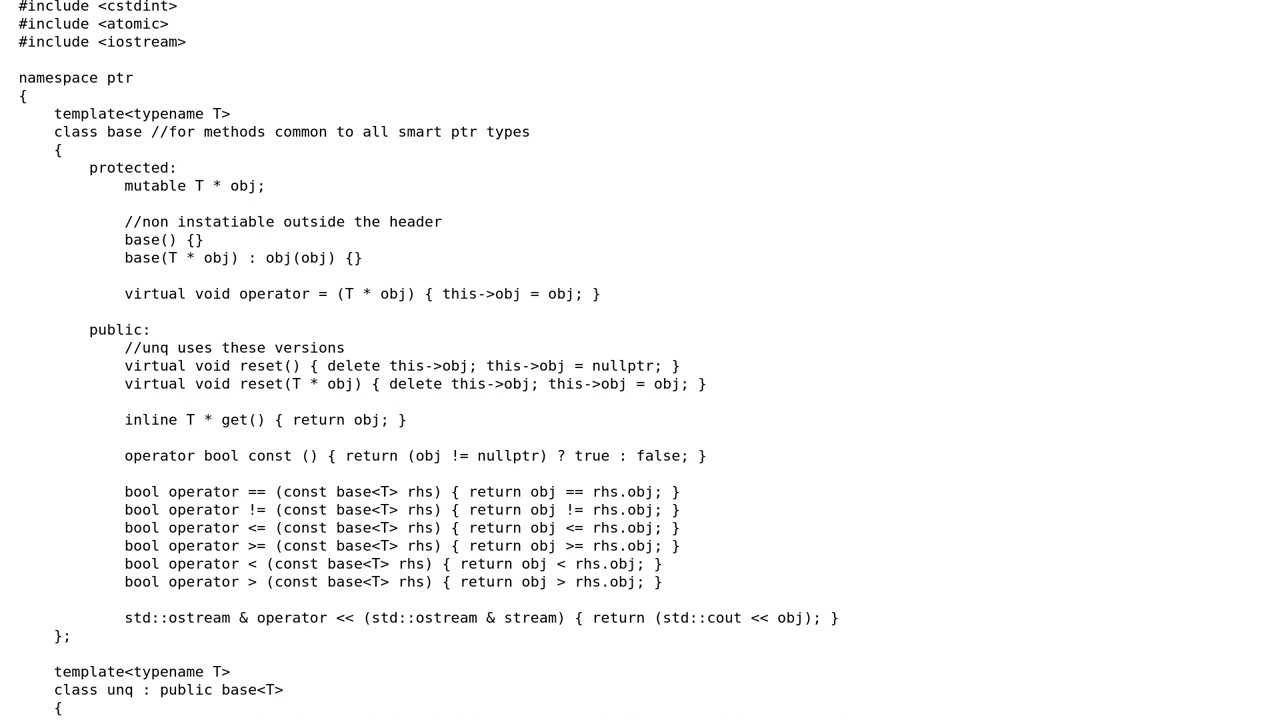 #include <cstdint>
#include <atomic>
#include <iostream>

namespace ptr
{
    template<typename T>
    class base //for methods common to all smart ptr types
    {
        protected:
            mutable T * obj;

            //non instatiable outside the header
            base() {}
            base(T * obj) : obj(obj) {}

            virtual void operator = (T * obj) { this->obj = obj; }

        public:
            //unq uses these versions
            virtual void reset() { delete this->obj; this->obj = nullptr; }
            virtual void reset(T * obj) { delete this->obj; this->obj = obj; }

            inline T * get() { return obj; }

            operator bool const () { return (obj != nullptr) ? true : false; }

            bool operator == (const base<T> rhs) { return obj == rhs.obj; }
            bool operator != (const base<T> rhs) { return obj != rhs.obj; }
            bool operator <= (const base<T> rhs) { return obj <= rhs.obj; }
            bool operator >= (const base<T> rhs) { return obj >= rhs.obj; }
            bool operator < (const base<T> rhs) { return obj < rhs.obj; }
            bool operator > (const base<T> rhs) { return obj > rhs.obj; }

            std::ostream & operator << (std::ostream & stream) { return (std::cout << obj); }
    };

    template<typename T>
    class unq : public base<T>
    {